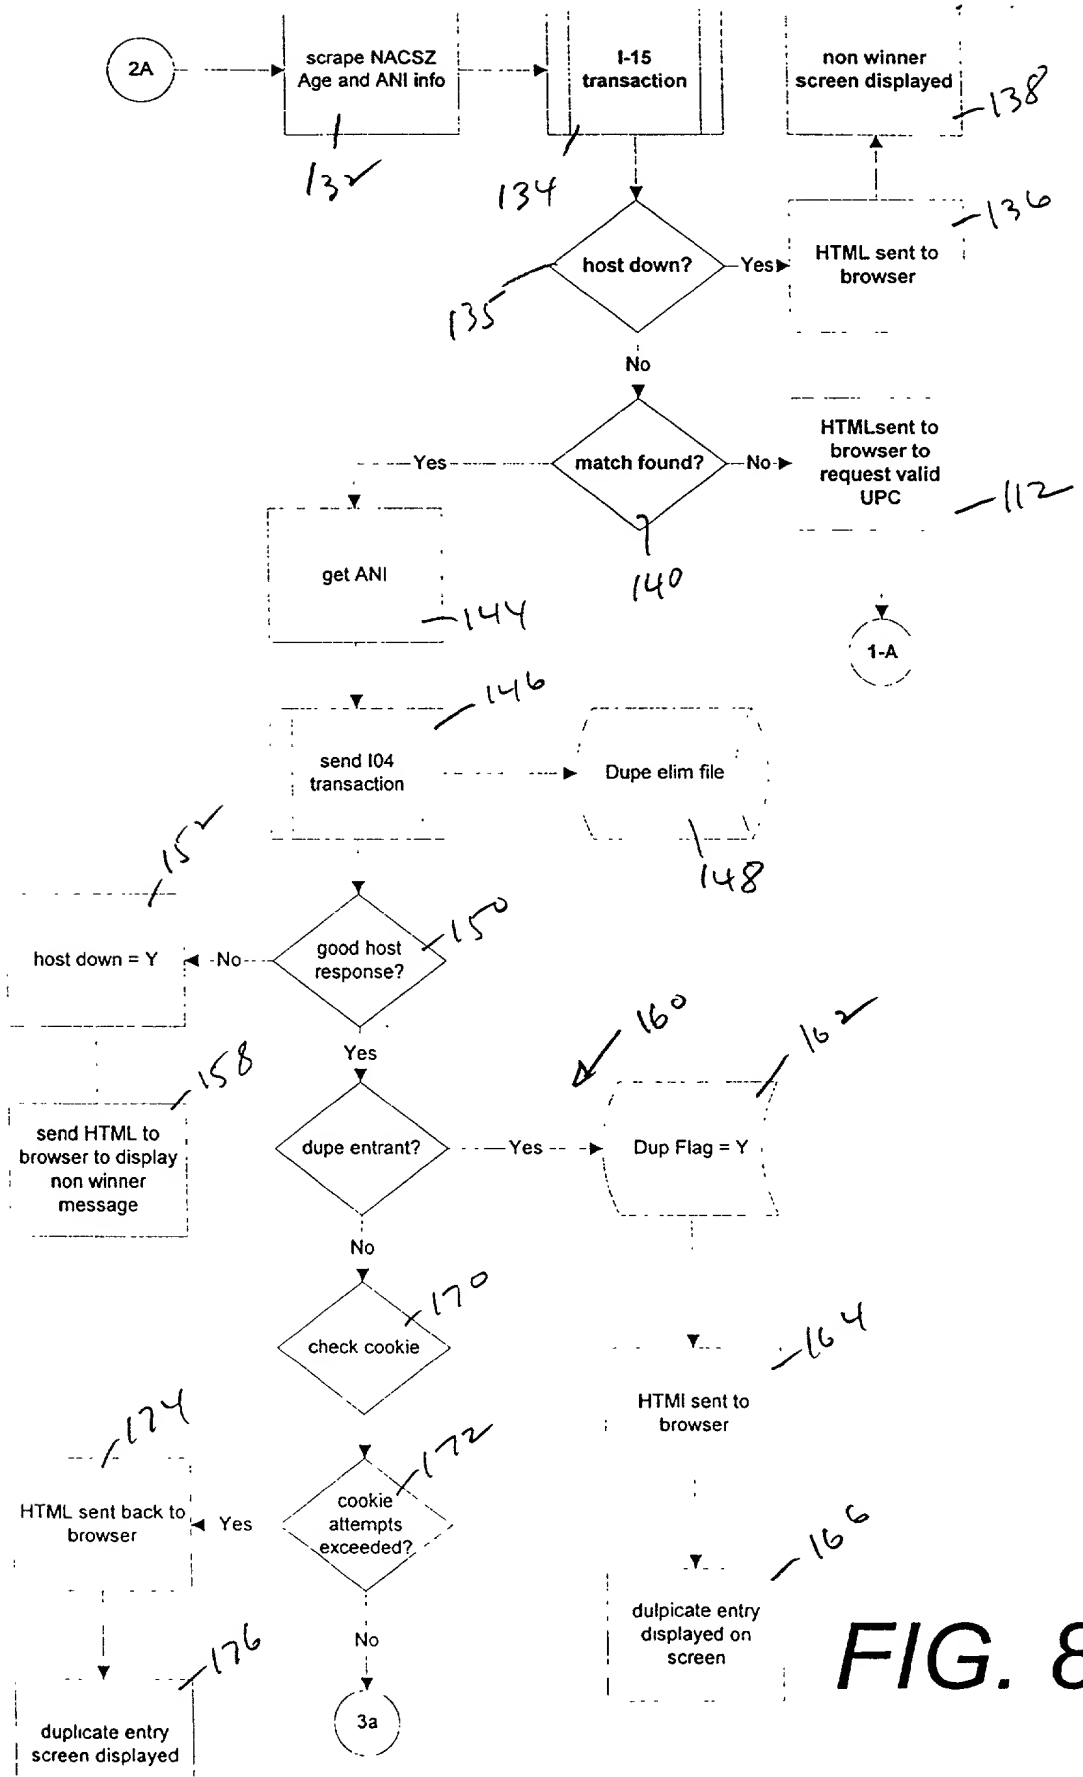 2A
scrape NACSZ
Age and ANI info
132
I-15
transaction
134
non winner
screen displayed
138
host down?
135
Yes
HTML sent to
browser
136
No
match found?
140
Yes
No
HTMLsent to
browser to
request valid
UPC
112
1-A
get ANI
144
send I04
transaction
146
Dupe elim file
148
good host
response?
150
No
host down = Y
152
send HTML to
browser to display
non winner
message
158
Yes
dupe entrant?
Yes
160
Dup Flag = Y
162
No
check cookie
170
HTMl sent to
browser
164
cookie
attempts
exceeded?
172
Yes
HTML sent back to
browser
174
No
3a
dulpicate entry
displayed on
screen
166
duplicate entry
screen displayed
176
FIG. 8